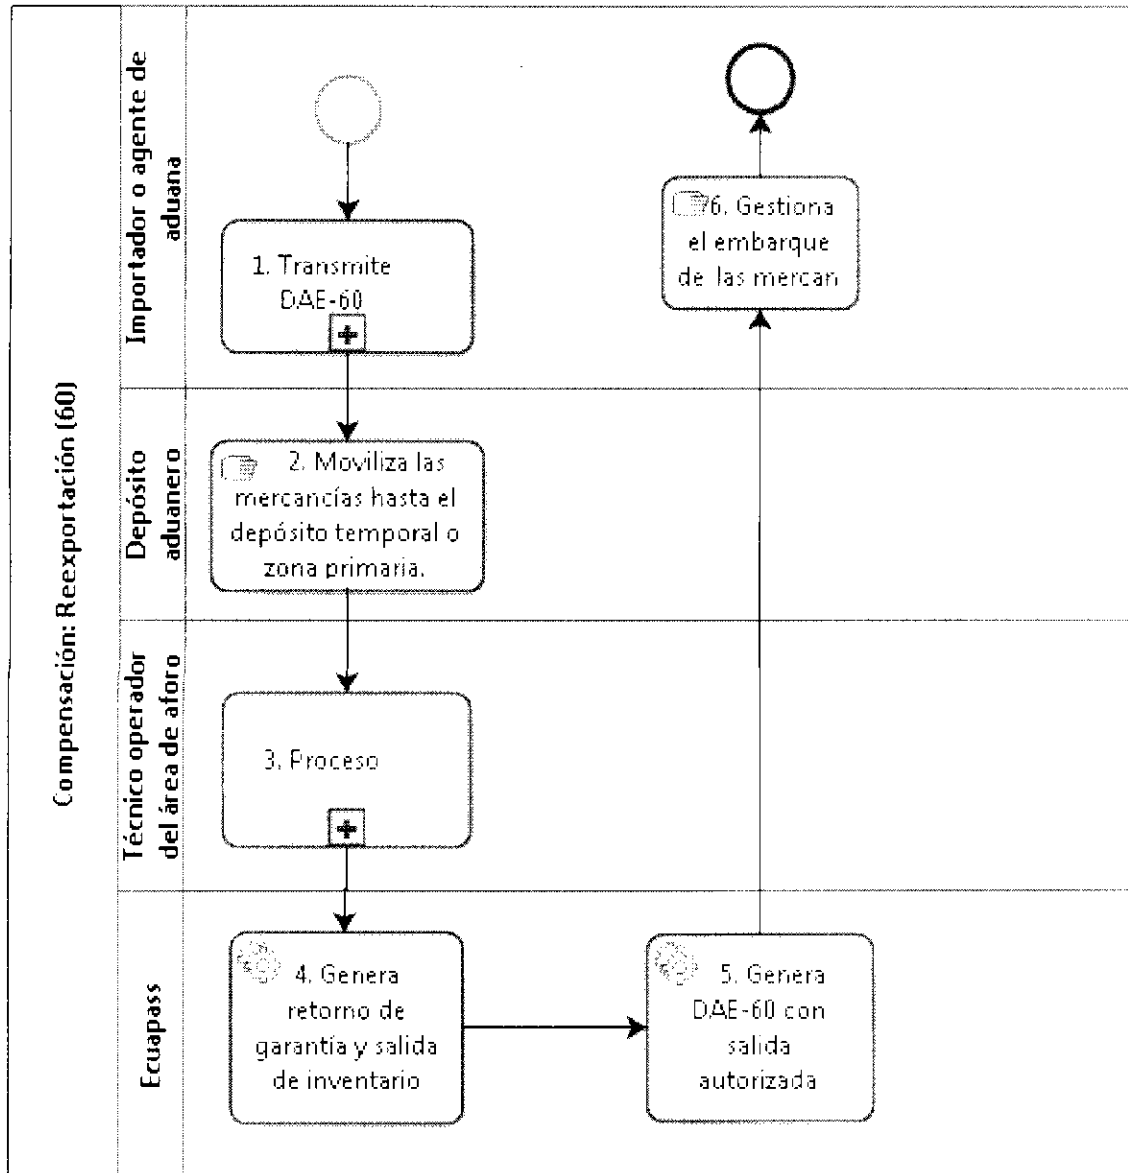 Compensación: Reexportación (60)
Importador o agente de
aduana
1. Transmite
DAE-60
6. Gestiona
el embarque
de las mercan
Depósito
aduanero
2. Moviliza las
mercancías hasta el
depósito temporal o
zona primaria.
Técnico operador
del área de aforo
3. Proceso
Ecuapass
4. Genera
retorno de
garantía y salida
de inventario
5. Genera
DAE-60 con
salida
autorizada